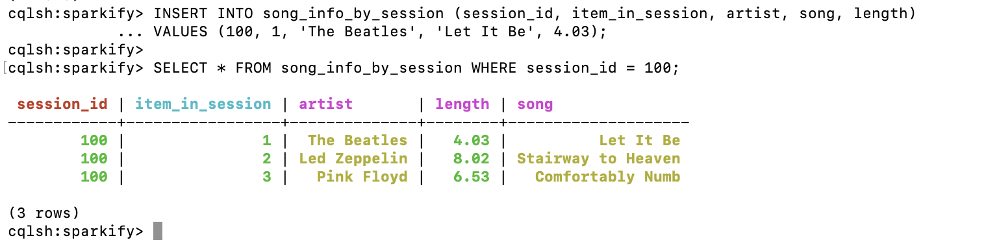 cqlsh:sparkify> INSERT INTO song_info_by_session (session_id, item_in_session, artist, song, length)
            ... VALUES (100, 1, 'The Beatles', 'Let It Be', 4.03);
cqlsh:sparkify>
[cqlsh:sparkify> SELECT * FROM song_info_by_session WHERE session_id = 100;
 session_id | item_in_session | artist       | length | song
------------+-----------------+--------------+--------+--------------------
        100 |               1 |  The Beatles |   4.03 |         Let It Be
        100 |               2 | Led Zeppelin |   8.02 | Stairway to Heaven
        100 |               3 |   Pink Floyd |   6.53 |   Comfortably Numb
(3 rows)
cqlsh:sparkify>